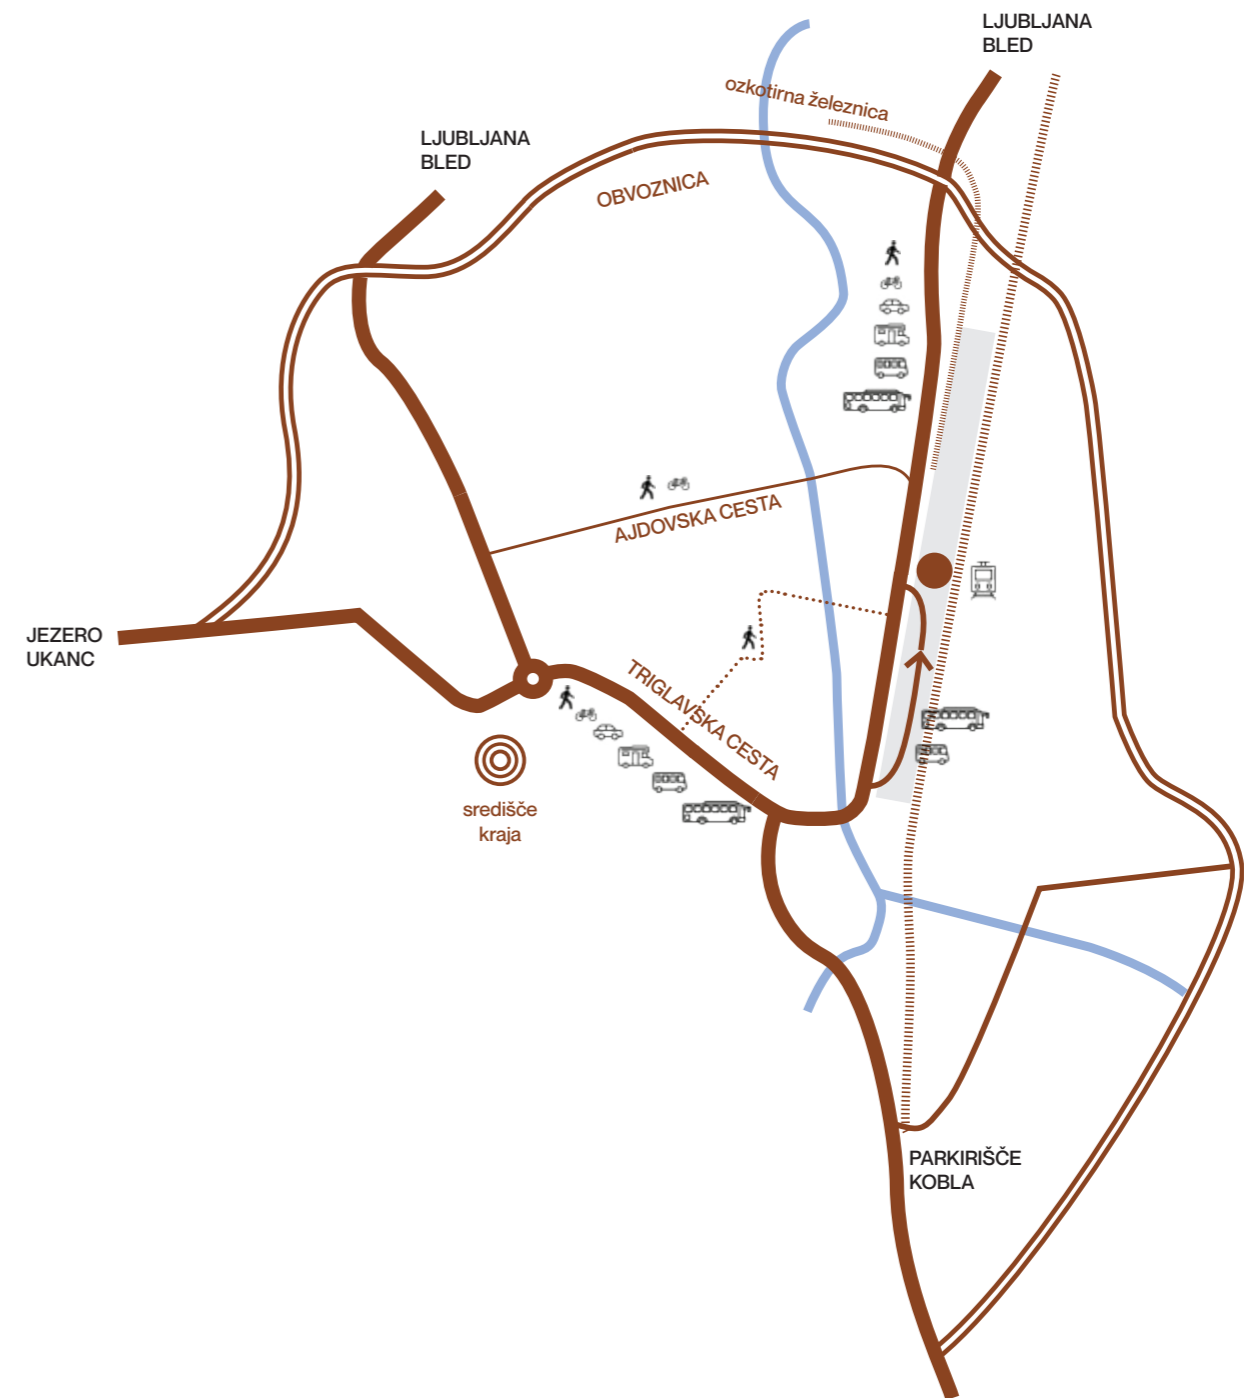 LJUBLJANA
BLED
ozkotirna železnica
LJUBLJANA
BLED
OBVOZNICA
AJDOVSKA CESTA
JEZERO
UKANC
TRIGLAVSKA CESTA
središče
kraja
PARKIRIŠČE
KOBLA